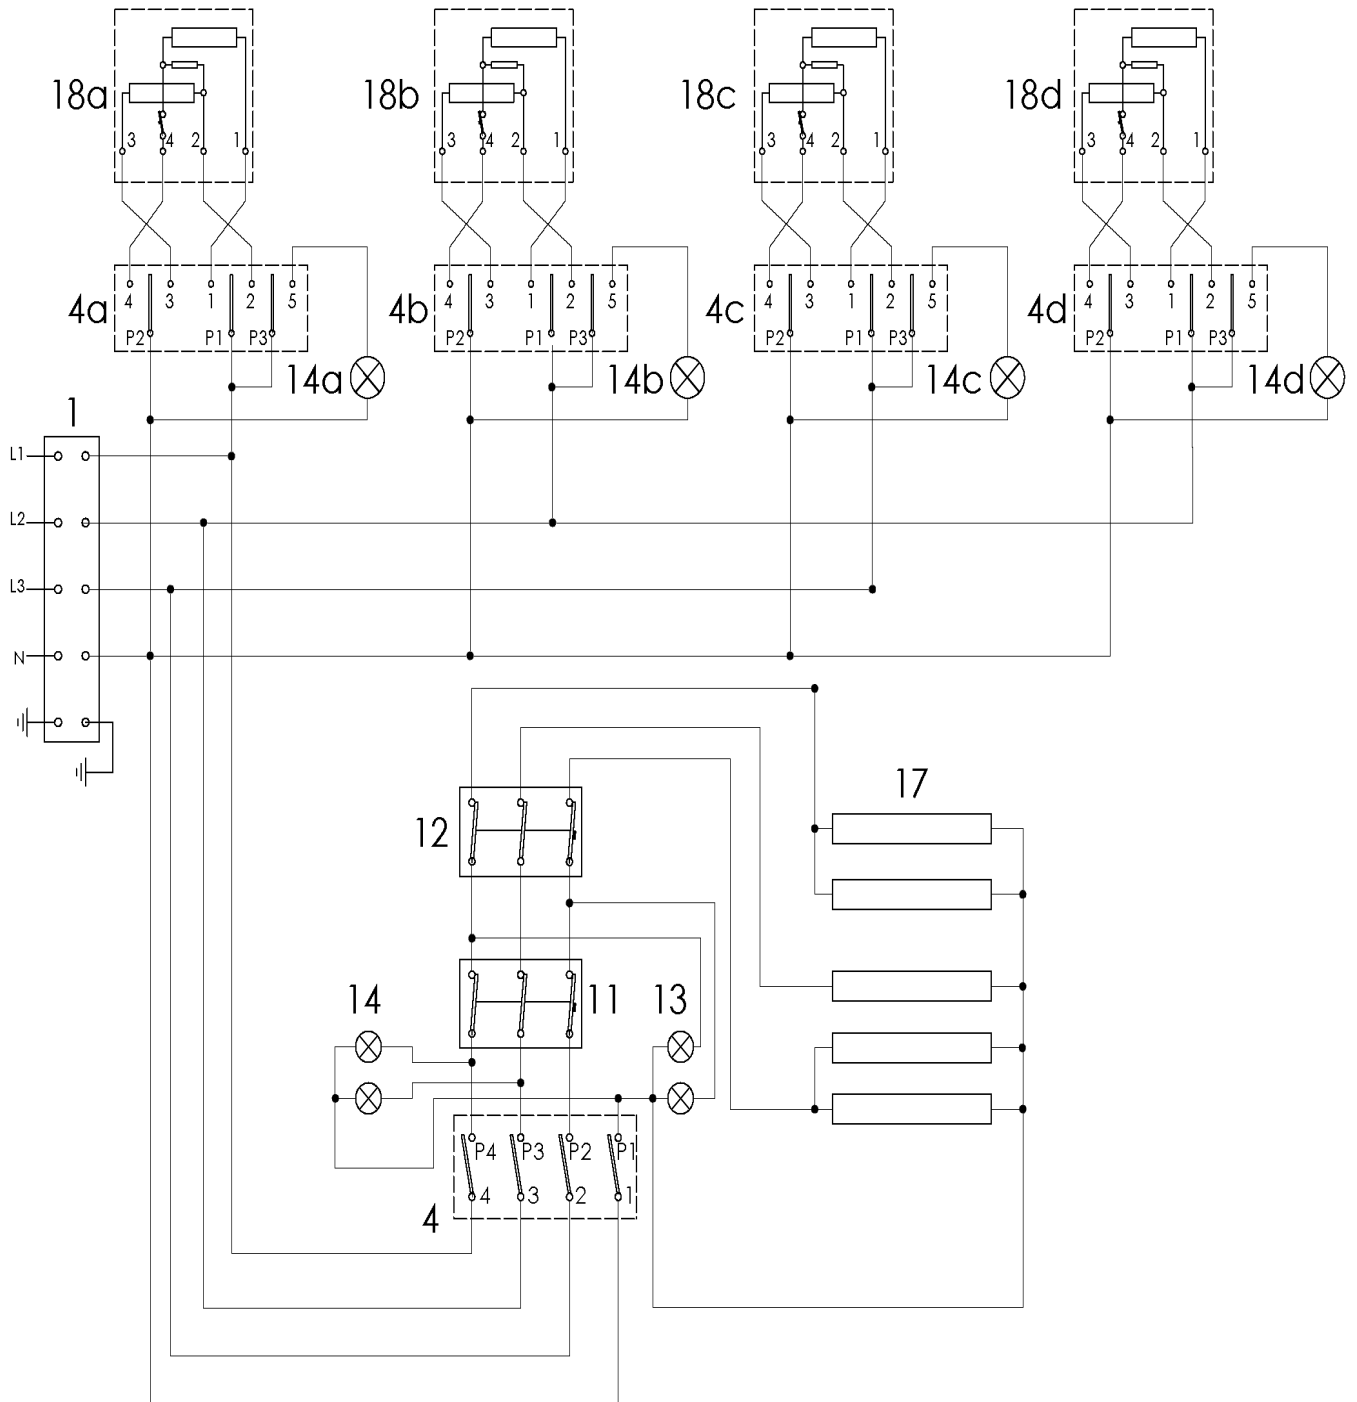 18a 18b 18c 18d
3 4 2 1 3 4 2 1 3 4 2 1 3 4 2 1
4 3 1 2 5 4 3 1 2 5 4 3 1 2 5 4 3 1 2 5
4a 4b 4c 4d
P2 P1 P3 P2 P1 P3 P2 P1 P3 P2 P1 P3
14a 14b 14c 14d
1
L1
L2
L3
N
17
12
14 11 13
P4 P3 P2 P1
4 3 2 1
4